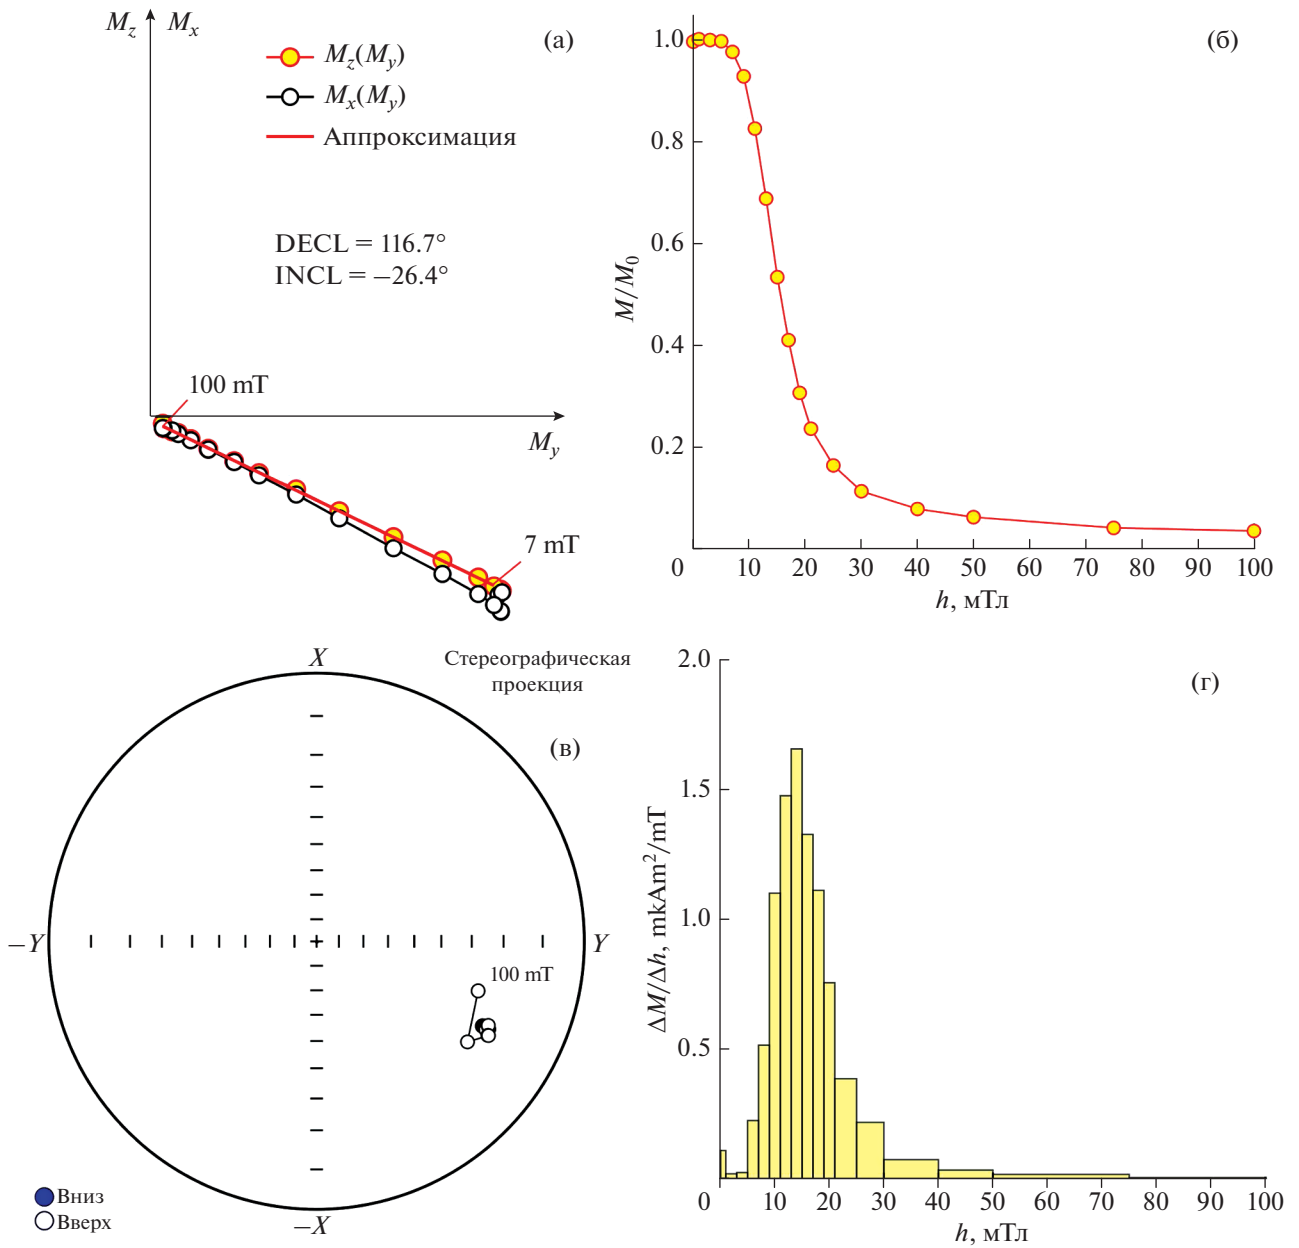 M_z M_x
(а)
M_z(M_y)
M_x(M_y)
Аппроксимация
DECL = 116.7°
INCL = −26.4°
100 mT
M_y
7 mT
(б)
1.0
0.8
0.6
0.4
0.2
M/M_0
0 10 20 30 40 50 60 70 80 90 100
h, мТл
Стереографическая
проекция
(в)
X
−Y Y
100 mT
−X
Вниз
Вверх
(г)
2.0
1.5
1.0
0.5
ΔM/Δh, mkAm²/mT
0 10 20 30 40 50 60 70 80 90 100
h, мТл